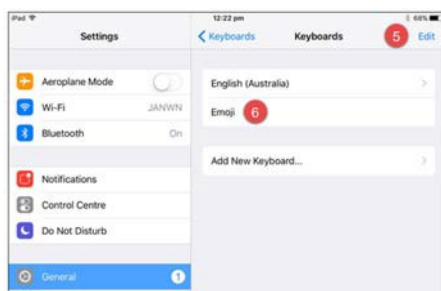 iPad
12:22 pm
68%
Settings
Keyboards
Keyboards
5
Edit
Aeroplane Mode
Wi-Fi
JANWN
Bluetooth
On
Notifications
Control Centre
Do Not Disturb
General
1
English (Australia)
Emoji
6
Add New Keyboard...